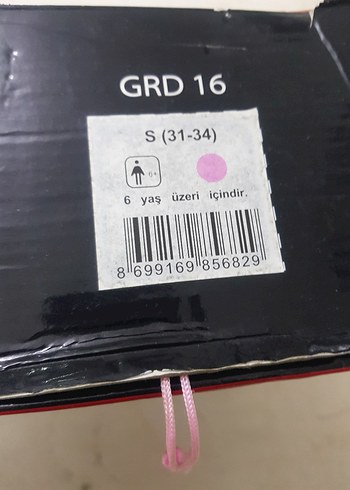 GRD 16
S (31-34)
6+
6 yaş üzeri içindir.
8 699169 856829